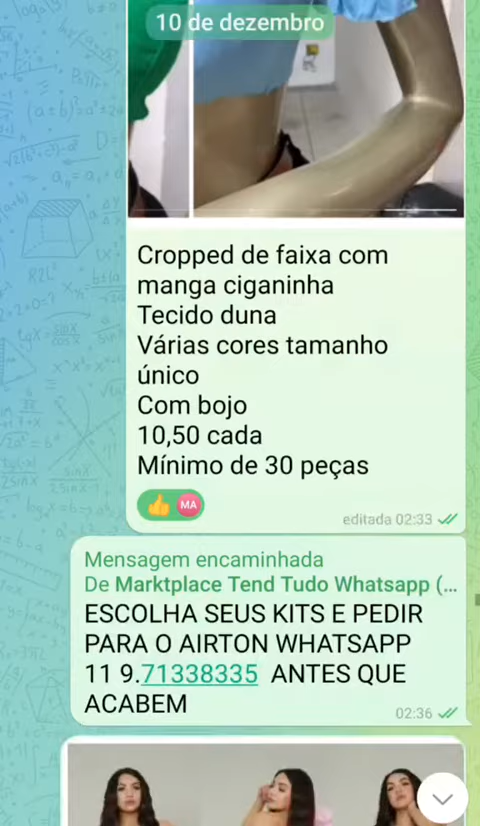 10 de dezembro
Cropped de faixa com
manga ciganinha
Tecido duna
Várias cores tamanho
único
Com bojo
10,50 cada
Mínimo de 30 peças
MA
editada 02:33
Mensagem encaminhada
De Marktplace Tend Tudo Whatsapp (...
ESCOLHA SEUS KITS E PEDIR
PARA O AIRTON WHATSAPP
11 9.71338335 ANTES QUE
ACABEM
02:36